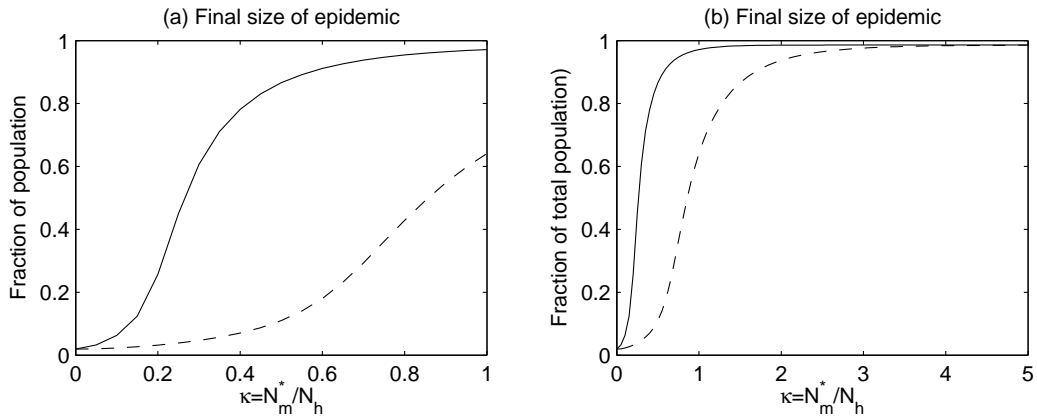 (a) Final size of epidemic
Fraction of population
1
0.8
0.6
0.4
0.2
0
0 0.2 0.4 0.6 0.8 1
κ=N*m/Nh
(b) Final size of epidemic
Fraction of total population)
1
0.8
0.6
0.4
0.2
0
0 1 2 3 4 5
κ=N*m/Nh